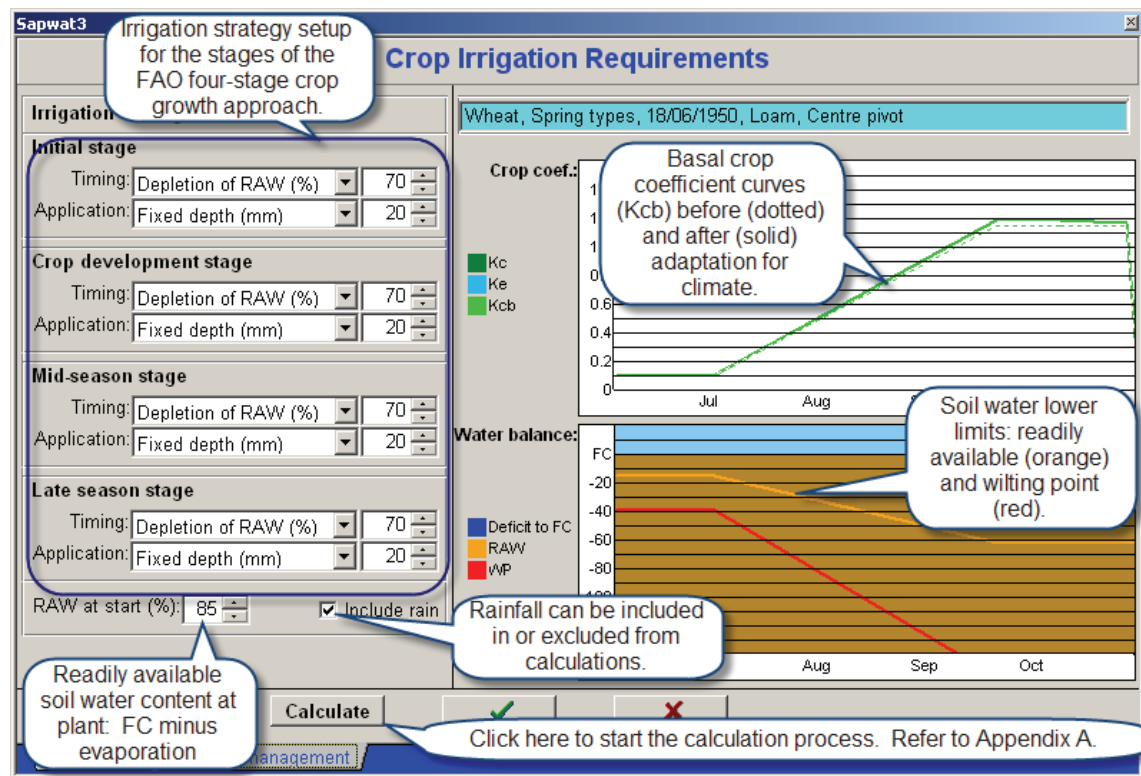 Sapwat3
Irrigation strategy setup
for the stages of the
FAO four-stage crop
growth approach.
Crop Irrigation Requirements
Irrigation
Wheat, Spring types, 18/06/1950, Loam, Centre pivot
Initial stage
Timing: Depletion of RAW (%) 70
Application: Fixed depth (mm) 20
Crop development stage
Timing: Depletion of RAW (%) 70
Application: Fixed depth (mm) 20
Mid-season stage
Timing: Depletion of RAW (%) 70
Application: Fixed depth (mm) 20
Late season stage
Timing: Depletion of RAW (%) 70
Application: Fixed depth (mm) 20
RAW at start (%): 85 Include rain
Readily available
soil water content at
plant: FC minus
evaporation
Crop coef.:
Basal crop
coefficient curves
(Kcb) before (dotted)
and after (solid)
adaptation for
climate.
Kc
Ke
Kcb
0.6
0.4
0.2
0
Jul Aug
Water balance:
Soil water lower
limits: readily
available (orange)
and wilting point
(red).
FC
-20
-40
-60
-80
Deficit to FC
RAW
WP
Rainfall can be included
in or excluded from
calculations.
Aug Sep Oct
Calculate
Click here to start the calculation process. Refer to Appendix A.
management